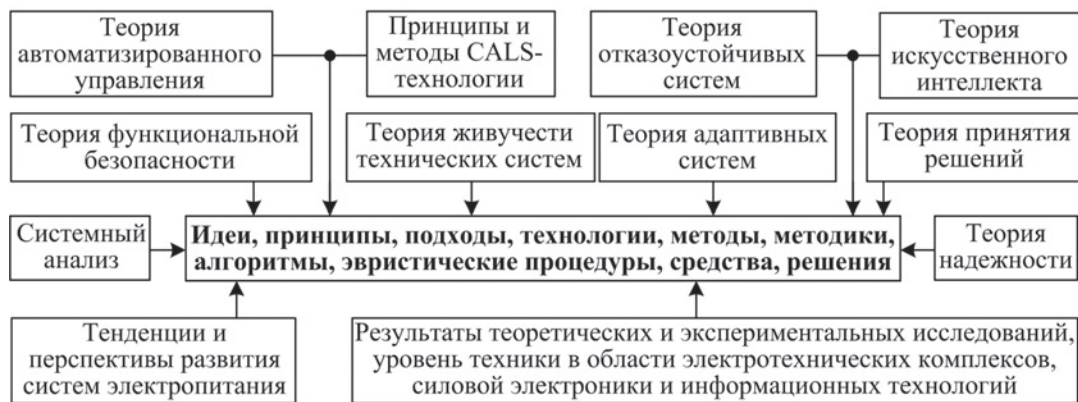 Теория
автоматизированного
управления
Принципы и
методы CALS-
технологии
Теория
отказоустойчивых
систем
Теория
искусственного
интеллекта
Теория функциональной
безопасности
Теория живучести
технических систем
Теория адаптивных
систем
Теория принятия
решений
Системный
анализ
Идеи, принципы, подходы, технологии, методы, методики,
алгоритмы, эвристические процедуры, средства, решения
Теория
надежности
Тенденции и
перспективы развития
систем электропитания
Результаты теоретических и экспериментальных исследований,
уровень техники в области электротехнических комплексов,
силовой электроники и информационных технологий